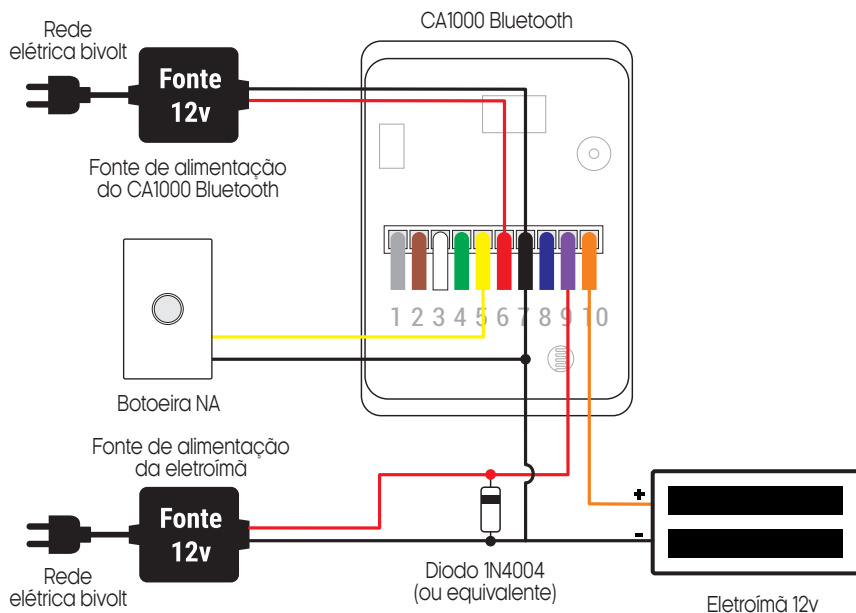 CA1000 Bluetooth
Rede
elétrica bivolt
Fonte
12v
Fonte de alimentação
do CA1000 Bluetooth
1 2 3 4 5 6 7 8 9 10
Botoeira NA
Fonte de alimentação
da eletroímã
Fonte
12v
Rede
elétrica bivolt
+
-
Diodo 1N4004
(ou equivalente)
Eletroímã 12v